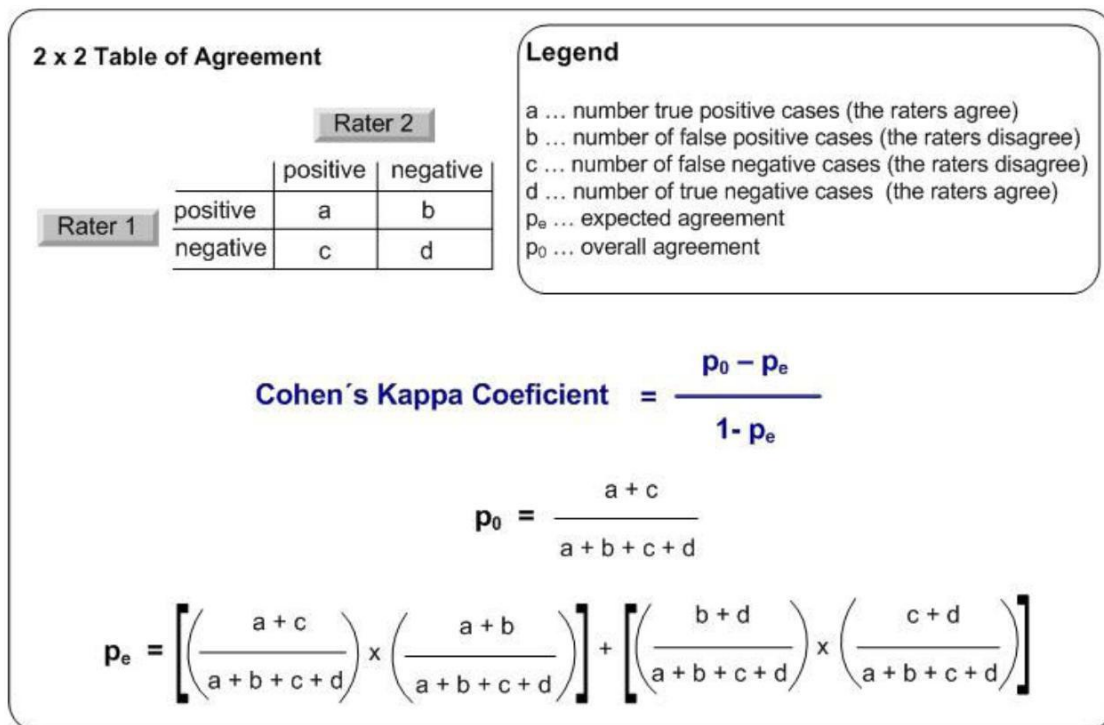 2 x 2 Table of Agreement
Rater 2
positive negative
Rater 1
positive a b
negative c d
Legend
a ... number true positive cases (the raters agree)
b ... number of false positive cases (the raters disagree)
c ... number of false negative cases (the raters disagree)
d ... number of true negative cases (the raters agree)
pₑ ... expected agreement
p₀ ... overall agreement
Cohen´s Kappa Coeficient = p₀ – pₑ
1- pₑ
p₀ = a + c
a + b + c + d
pₑ = [( a + c / a + b + c + d ) x ( a + b / a + b + c + d )] + [( b + d / a + b + c + d ) x ( c + d / a + b + c + d )]